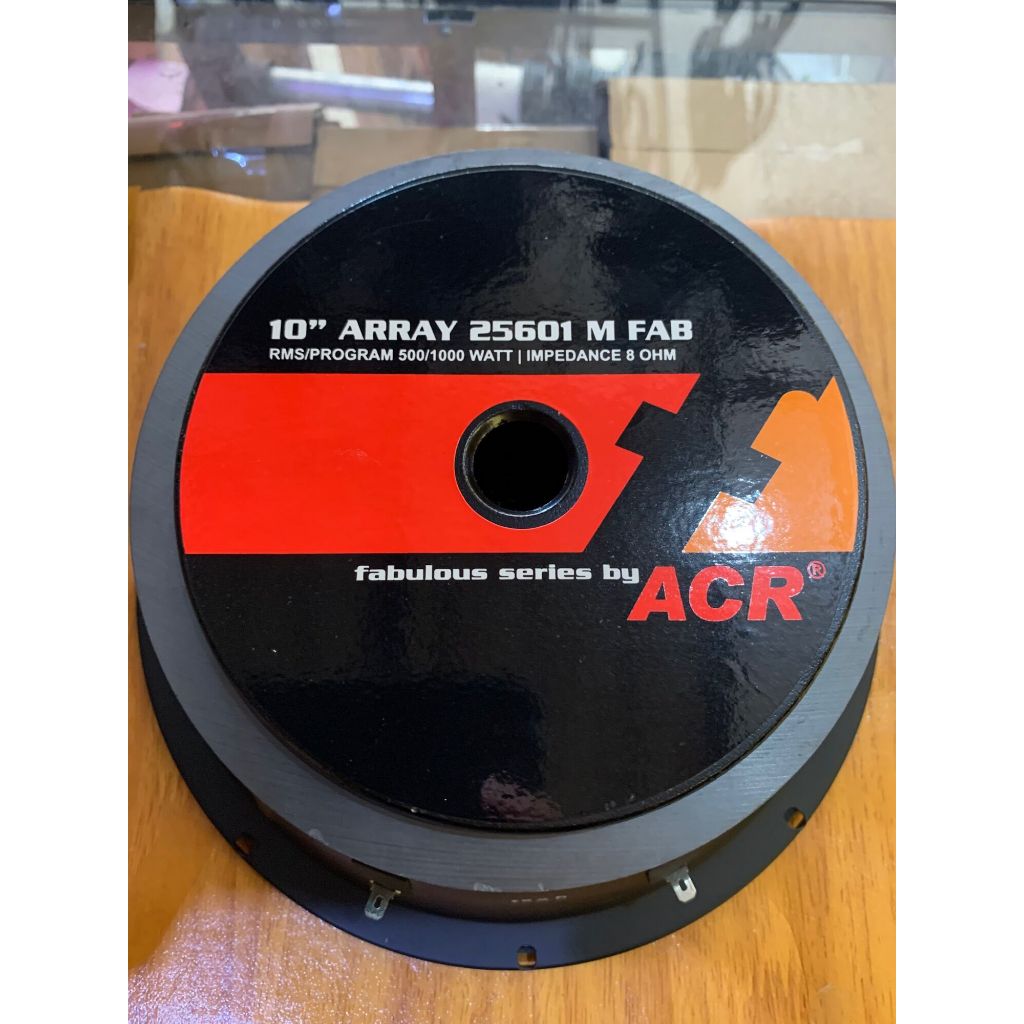 10” ARRAY 25601 M FAB
RMS/PROGRAM 500/1000 WATT | IMPEDANCE 8 OHM
fabulous series by ACR®